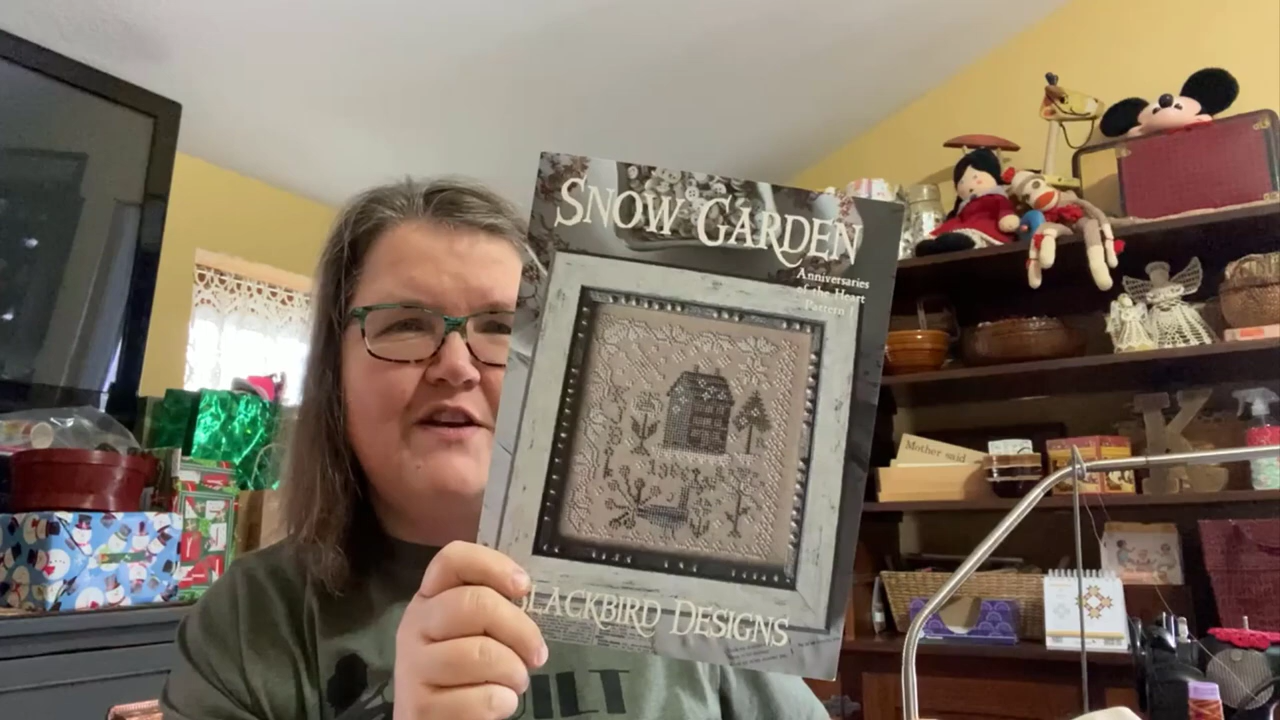 SNOW GARDEN
Anniversaries
of the Heart
Pattern 1
BLACKBIRD DESIGNS
Mother said